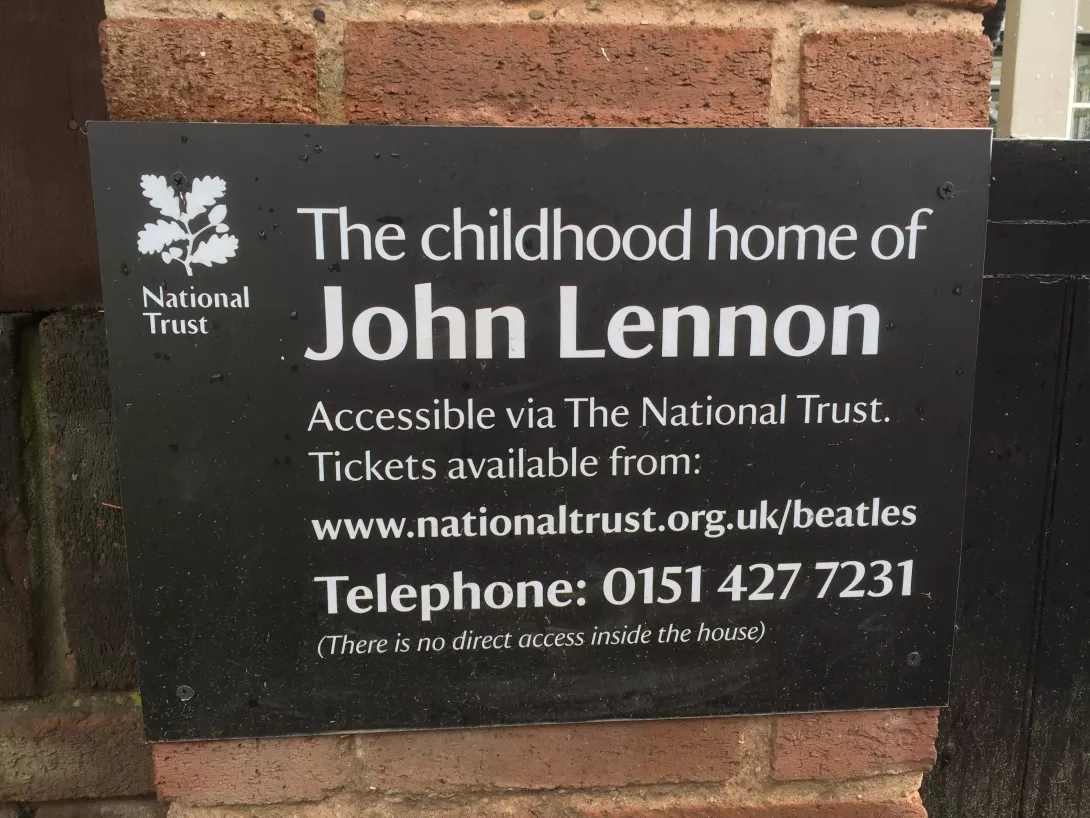 National
Trust
The childhood home of
John Lennon
Accessible via The National Trust.
Tickets available from:
www.nationaltrust.org.uk/beatles
Telephone: 0151 427 7231
(There is no direct access inside the house)